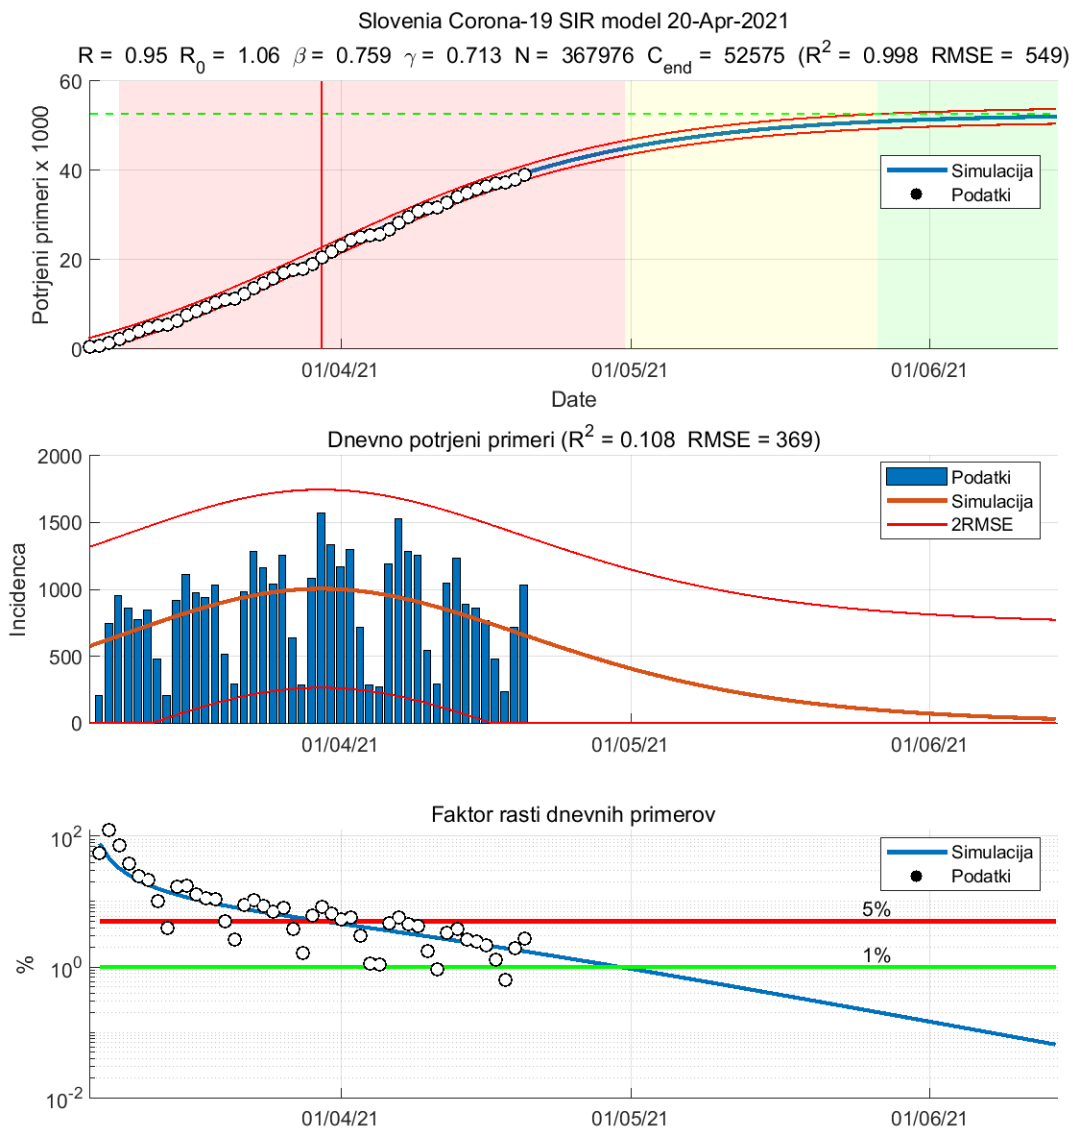 Slovenia Corona-19 SIR model 20-Apr-2021
R = 0.95 R0 = 1.06 β = 0.759 γ = 0.713 N = 367976 Cend = 52575 (R2 = 0.998 RMSE = 549)
60
40
20
0
Potrjeni primeri x 1000
Simulacija
Podatki
01/04/21 01/05/21 01/06/21
Date
Dnevno potrjeni primeri (R2 = 0.108 RMSE = 369)
2000
1500
1000
500
0
Incidenca
Podatki
Simulacija
2RMSE
01/04/21 01/05/21 01/06/21
Faktor rasti dnevnih primerov
10^2
10^0
10^-2
%
Simulacija
Podatki
5%
1%
01/04/21 01/05/21 01/06/21